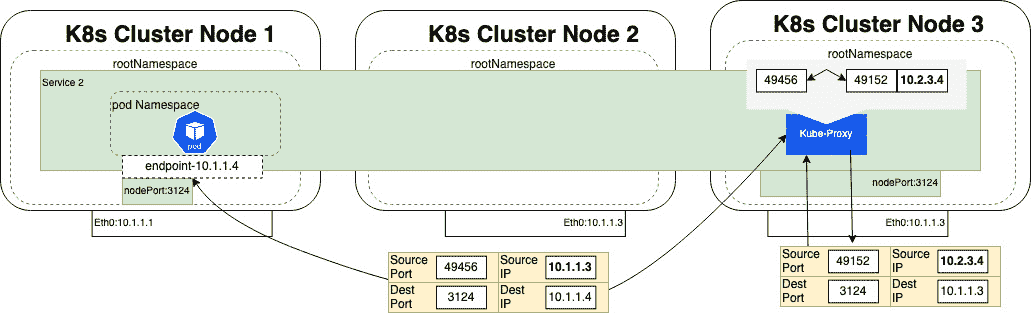 K8s Cluster Node 1
rootNamespace
Service 2
pod Namespace
pod
endpoint-10.1.1.4
nodePort:3124
Eth0:10.1.1.1
K8s Cluster Node 2
rootNamespace
Eth0:10.1.1.3
K8s Cluster Node 3
rootNamespace
49456
49152 10.2.3.4
Kube-Proxy
nodePort:3124
Eth0:10.1.1.3
Source
Port
49456
Source
IP
10.1.1.3
Dest
Port
3124
Dest
IP
10.1.1.4
Source
Port
49152
Source
IP
10.2.3.4
Dest
Port
3124
Dest
IP
10.1.1.3